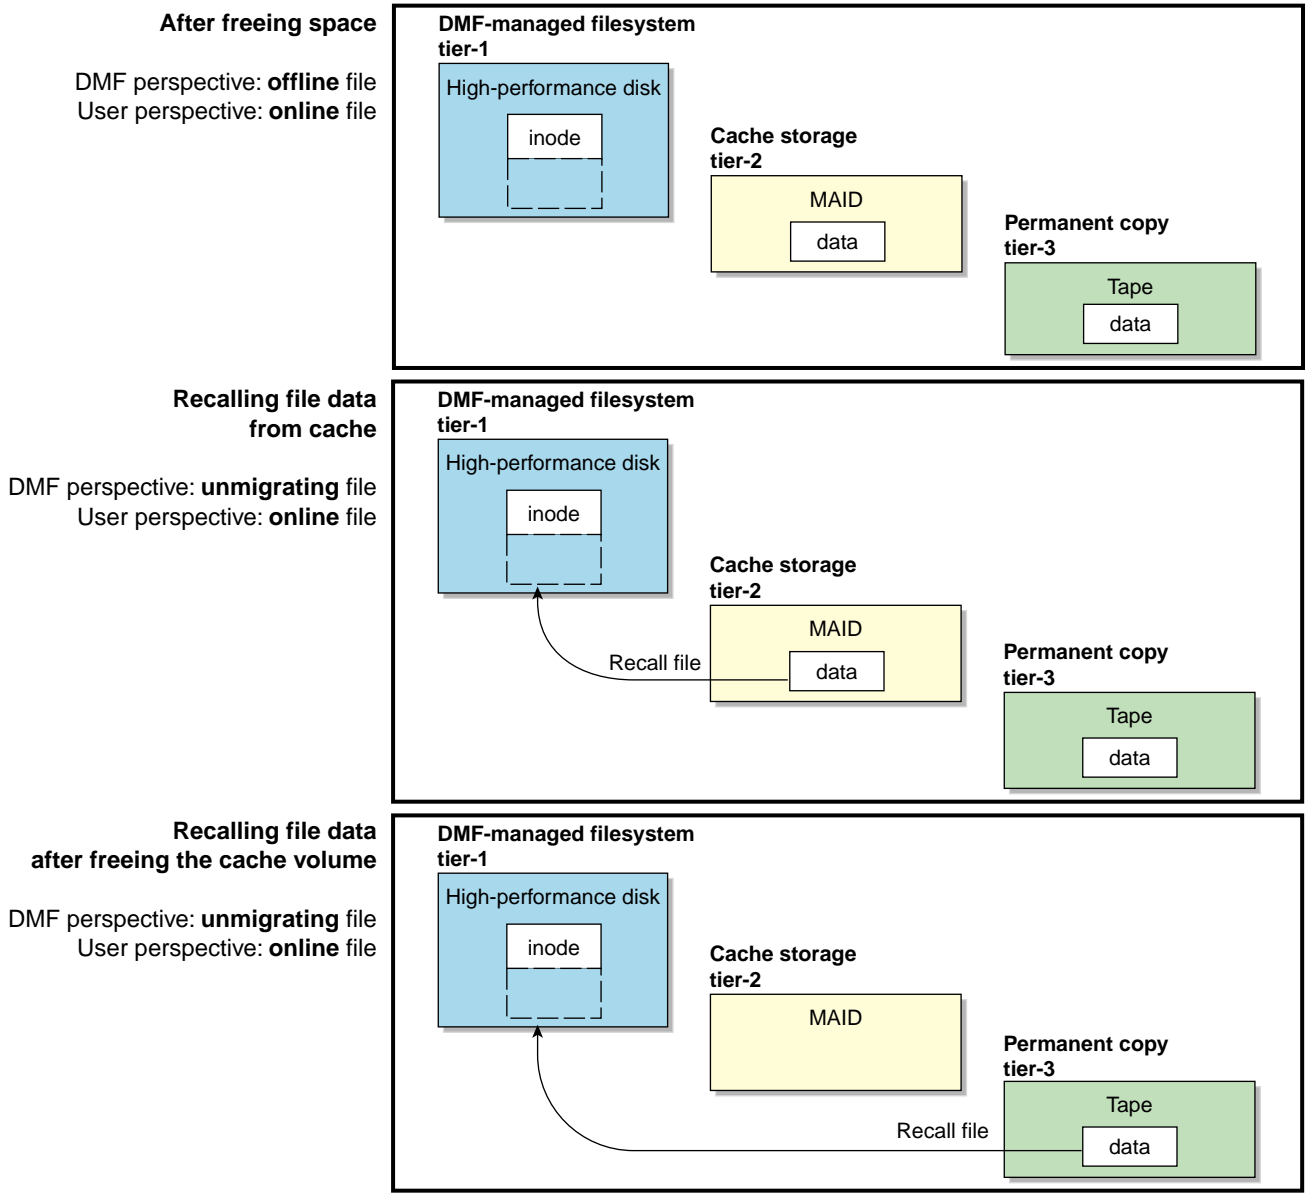 After freeing space
DMF perspective: offline file
User perspective: online file
DMF-managed filesystem
tier-1
High-performance disk
inode
Cache storage
tier-2
MAID
data
Permanent copy
tier-3
Tape
data
Recalling file data
from cache
DMF perspective: unmigrating file
User perspective: online file
DMF-managed filesystem
tier-1
High-performance disk
inode
Cache storage
tier-2
MAID
Recall file
data
Permanent copy
tier-3
Tape
data
Recalling file data
after freeing the cache volume
DMF perspective: unmigrating file
User perspective: online file
DMF-managed filesystem
tier-1
High-performance disk
inode
Cache storage
tier-2
MAID
Permanent copy
tier-3
Tape
Recall file
data